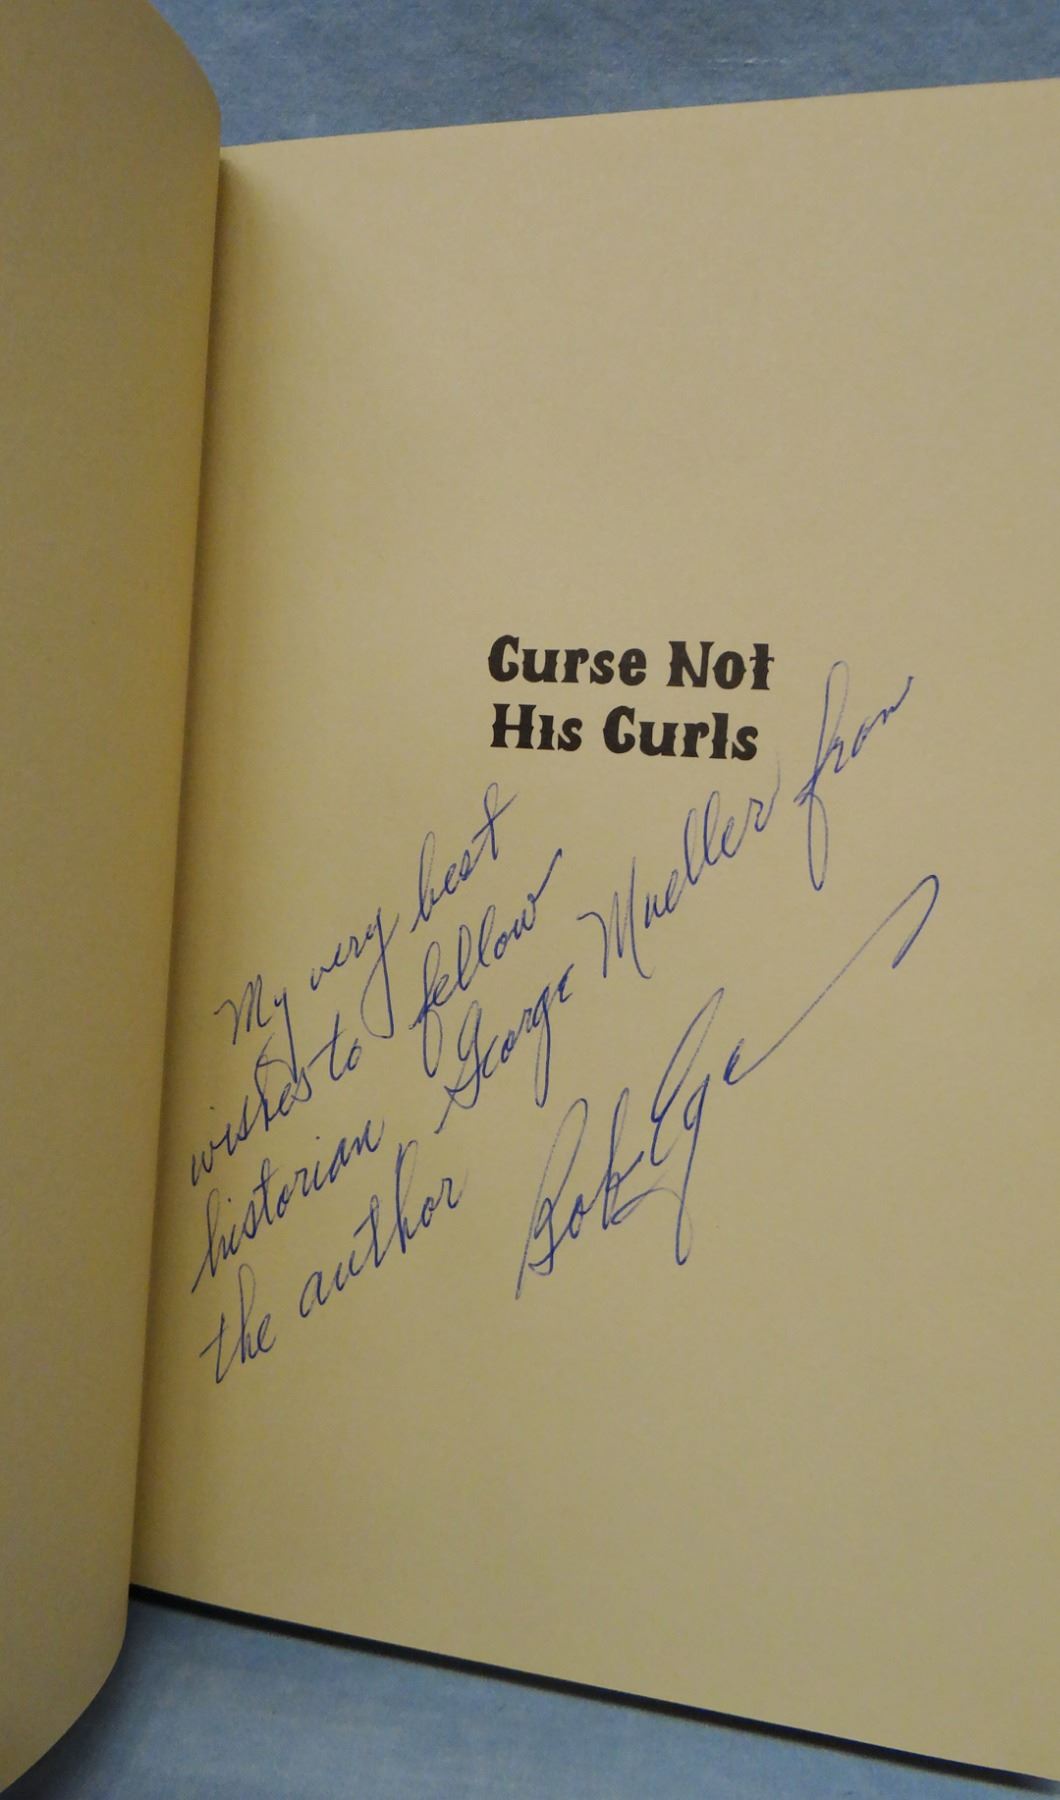 Curse Not
His Curls
My very best
wishes to fellow
historian George Mueller from
the author Bob Ege